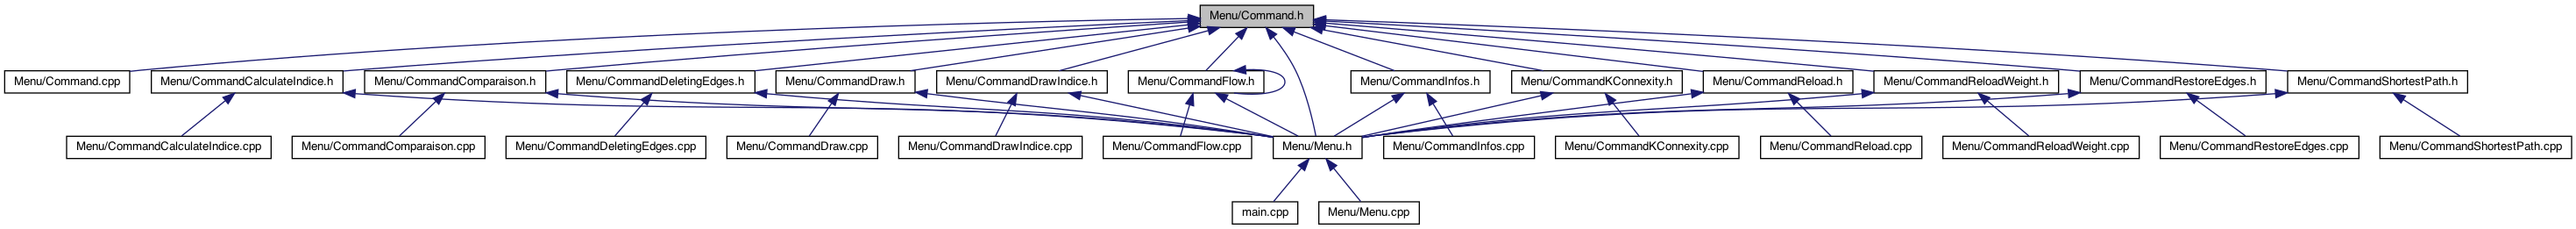 Menu/Command.h
Menu/Command.cpp
Menu/CommandCalculateIndice.h
Menu/CommandComparaison.h
Menu/CommandDeletingEdges.h
Menu/CommandDraw.h
Menu/CommandDrawIndice.h
Menu/CommandFlow.h
Menu/CommandInfos.h
Menu/CommandKConnexity.h
Menu/CommandReload.h
Menu/CommandReloadWeight.h
Menu/CommandRestoreEdges.h
Menu/CommandShortestPath.h
Menu/CommandCalculateIndice.cpp
Menu/CommandComparaison.cpp
Menu/CommandDeletingEdges.cpp
Menu/CommandDraw.cpp
Menu/CommandDrawIndice.cpp
Menu/CommandFlow.cpp
Menu/Menu.h
Menu/CommandInfos.cpp
Menu/CommandKConnexity.cpp
Menu/CommandReload.cpp
Menu/CommandReloadWeight.cpp
Menu/CommandRestoreEdges.cpp
Menu/CommandShortestPath.cpp
main.cpp
Menu/Menu.cpp